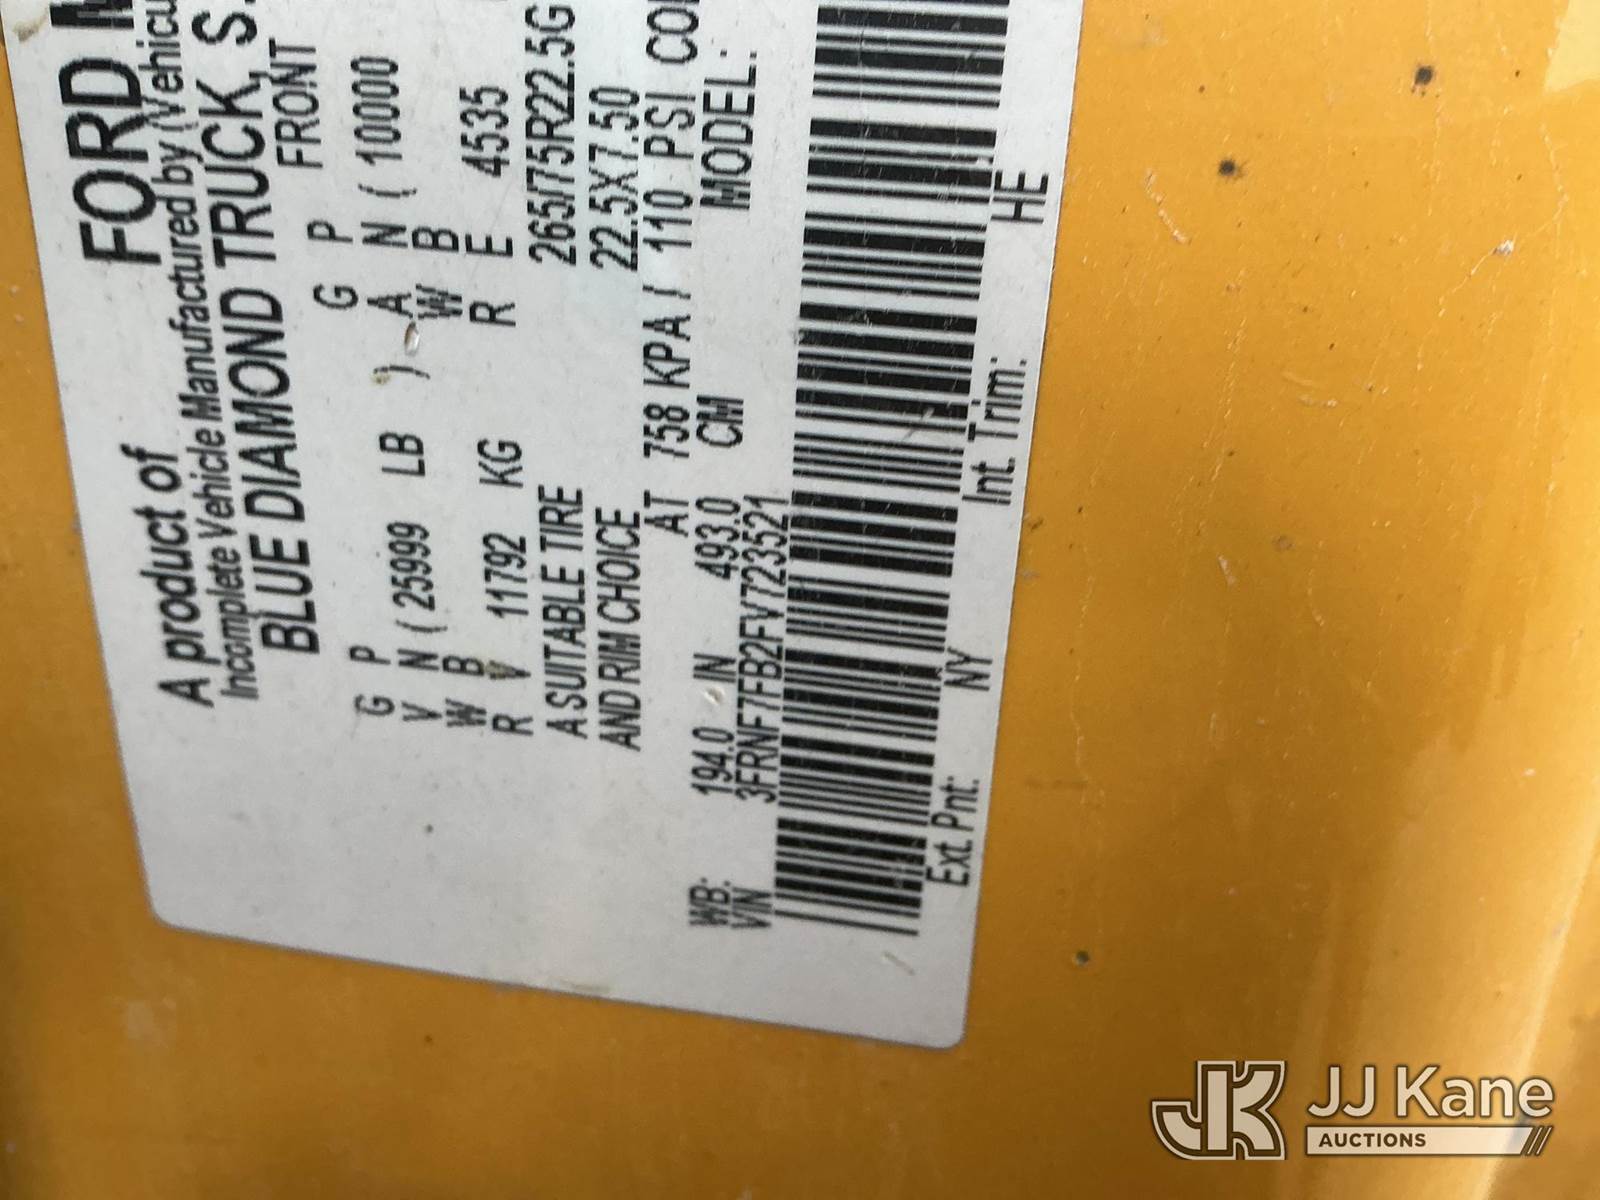 A product of FORD
Incomplete Vehicle Manufactured by (Vehicu
BLUE DIAMOND TRUCK, S.
FRONT
G P G P
V N ( 25999 LB ) - A N ( 10000
W B W B
R V 11792 KG R E 4535
A SUITABLE TIRE 265/75R22.5G
AND RIM CHOICE 22.5X7.50
AT 758 KPA / 110 PSI CO
WB: 194.0 IN 493.0 CM MODEL:
VIN 3FRNF7FB2FV723521
Ext. Pnt: NY Int. Trim: HE
JK JJ Kane
AUCTIONS